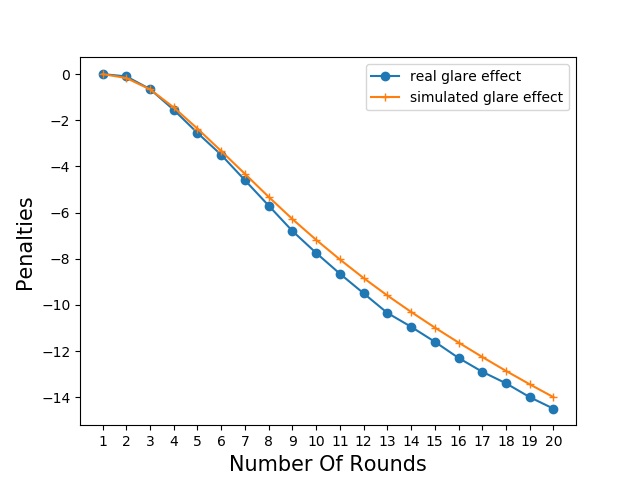 real glare effect
simulated glare effect
0
−2
−4
−6
−8
−10
−12
−14
Penalties
1 2 3 4 5 6 7 8 9 10 11 12 13 14 15 16 17 18 19 20
Number Of Rounds